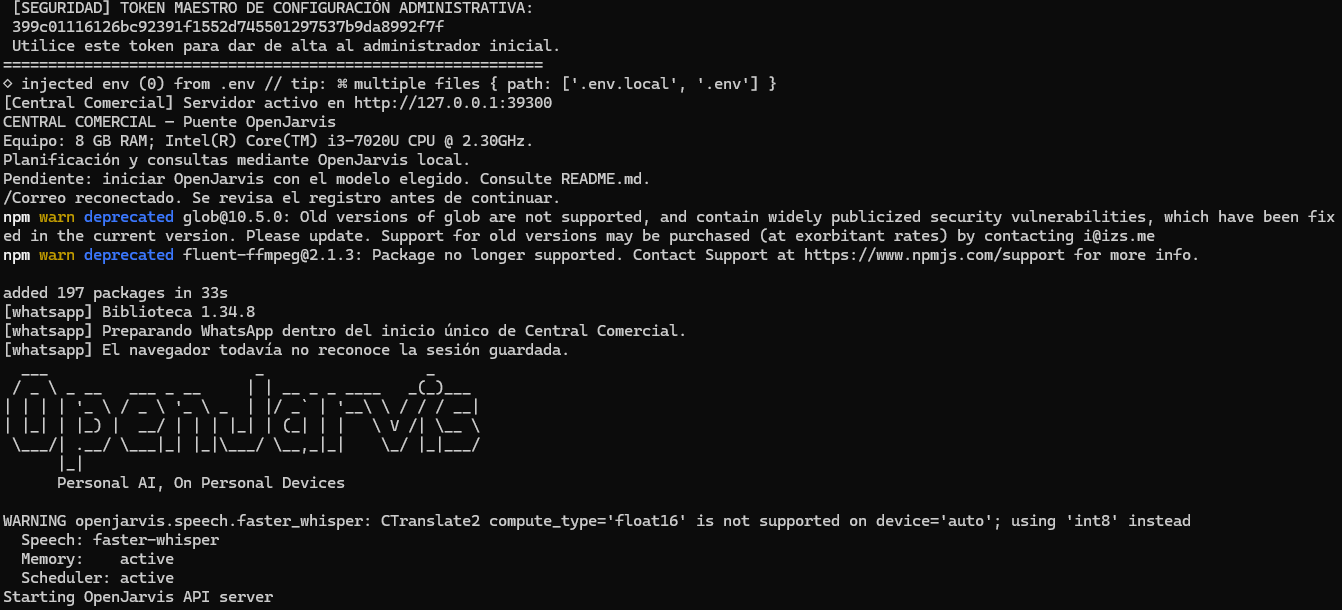 [SEGURIDAD] TOKEN MAESTRO DE CONFIGURACIÓN ADMINISTRATIVA:
399c01116126bc92391f1552d745501297537b9da8992f7f
Utilice este token para dar de alta al administrador inicial.
============================================================
◇ injected env (0) from .env // tip: ⌘ multiple files { path: ['.env.local', '.env'] }
[Central Comercial] Servidor activo en http://127.0.0.1:39300
CENTRAL COMERCIAL — Puente OpenJarvis
Equipo: 8 GB RAM; Intel(R) Core(TM) i3-7020U CPU @ 2.30GHz.
Planificación y consultas mediante OpenJarvis local.
Pendiente: iniciar OpenJarvis con el modelo elegido. Consulte README.md.
/Correo reconectado. Se revisa el registro antes de continuar.
npm warn deprecated glob@10.5.0: Old versions of glob are not supported, and contain widely publicized security vulnerabilities, which have been fix
ed in the current version. Please update. Support for old versions may be purchased (at exorbitant rates) by contacting i@izs.me
npm warn deprecated fluent-ffmpeg@2.1.3: Package no longer supported. Contact Support at https://www.npmjs.com/support for more info.
added 197 packages in 33s
[whatsapp] Biblioteca 1.34.8
[whatsapp] Preparando WhatsApp dentro del inicio único de Central Comercial.
[whatsapp] El navegador todavía no reconoce la sesión guardada.
OpenJarvis
Personal AI, On Personal Devices
WARNING openjarvis.speech.faster_whisper: CTranslate2 compute_type='float16' is not supported on device='auto'; using 'int8' instead
Speech: faster-whisper
Memory: active
Scheduler: active
Starting OpenJarvis API server